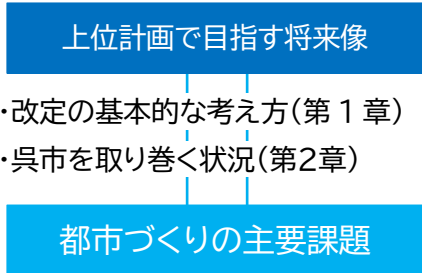 上位計画で目指す将来像
・改定の基本的な考え方(第1章)
・呉市を取り巻く状況(第2章)
都市づくりの主要課題